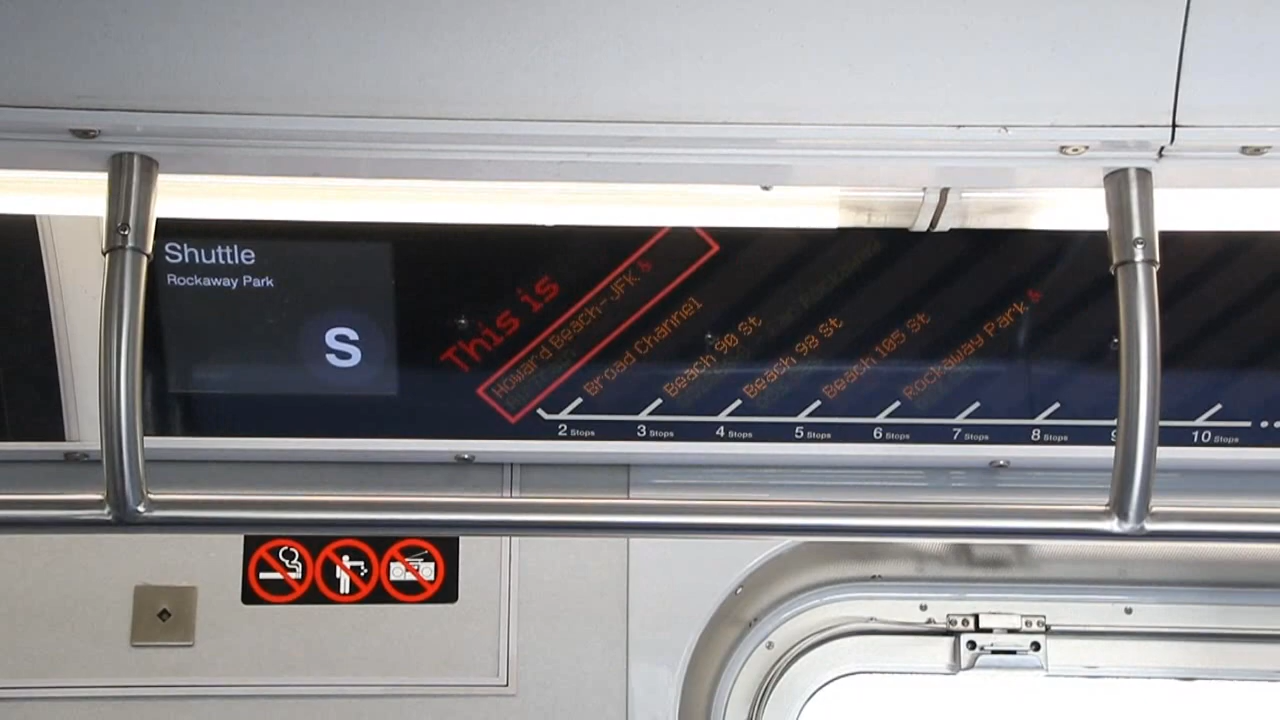 Shuttle
Rockaway Park
S
This is
Howard Beach-JFK
Broad Channel
Beach 90 St
Beach 98 St
Beach 105 St
Rockaway Park
2 Stops
3 Stops
4 Stops
5 Stops
6 Stops
7 Stops
8 Stops
10 Stops